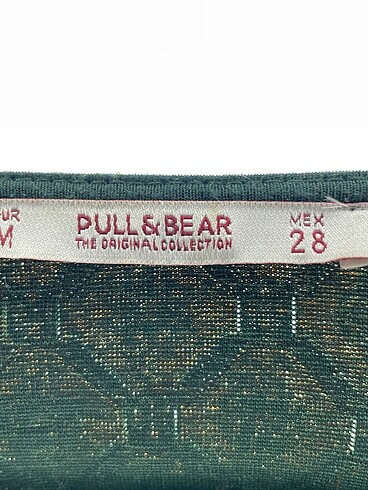 EUR
M
PULL&BEAR
THE ORIGINAL COLLECTION
MEX
28